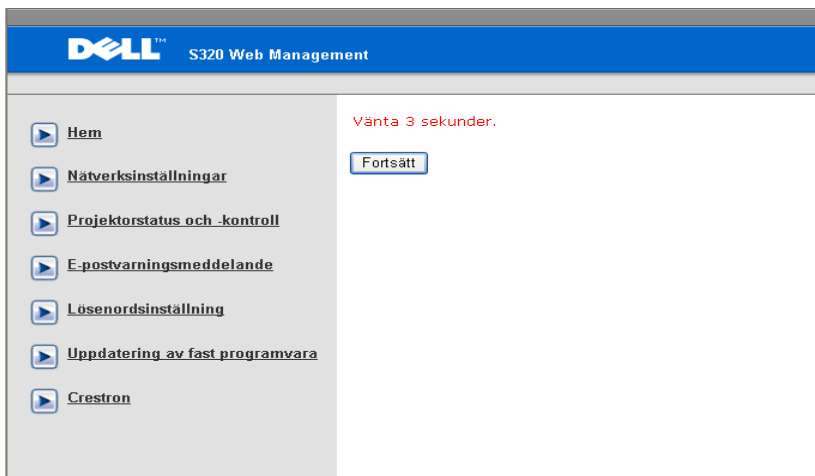 DELL™ S320 Web Management
Hem
Nätverksinställningar
Projektorstatus och -kontroll
E-postvarningsmeddelande
Lösenordsinställning
Uppdatering av fast programvara
Crestron
Vänta 3 sekunder.
Fortsätt